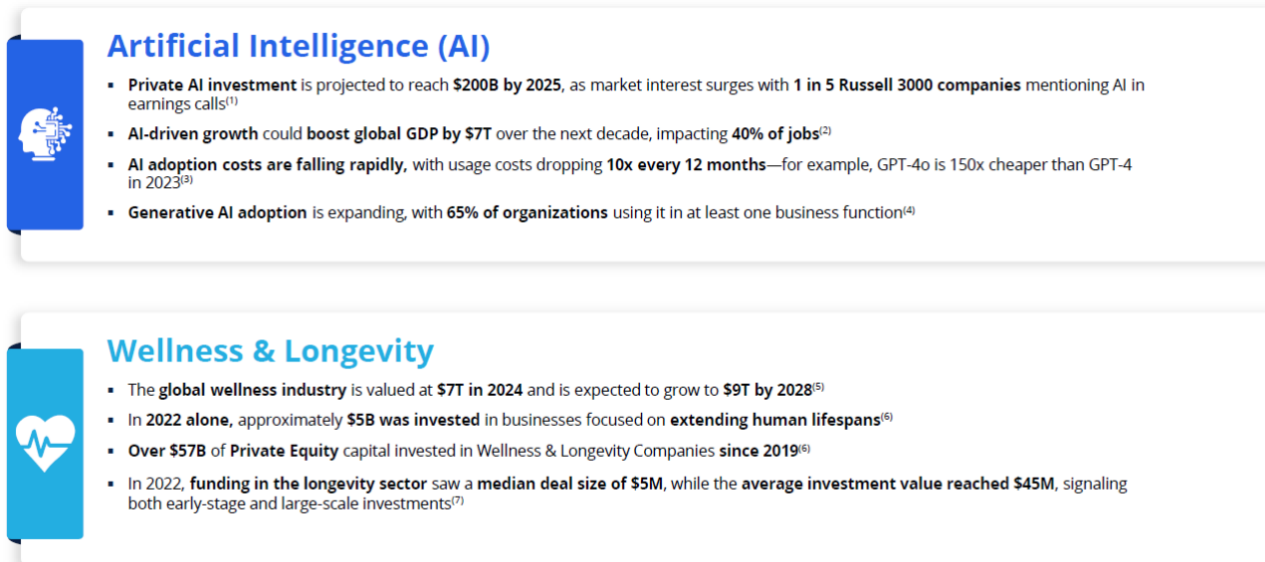 Artificial Intelligence (AI)
▪ Private AI investment is projected to reach $200B by 2025, as market interest surges with 1 in 5 Russell 3000 companies mentioning AI in
earnings calls(1)
▪ AI-driven growth could boost global GDP by $7T over the next decade, impacting 40% of jobs(2)
▪ AI adoption costs are falling rapidly, with usage costs dropping 10x every 12 months—for example, GPT-4o is 150x cheaper than GPT-4
in 2023(3)
▪ Generative AI adoption is expanding, with 65% of organizations using it in at least one business function(4)
Wellness & Longevity
▪ The global wellness industry is valued at $7T in 2024 and is expected to grow to $9T by 2028(5)
▪ In 2022 alone, approximately $5B was invested in businesses focused on extending human lifespans(6)
▪ Over $57B of Private Equity capital invested in Wellness & Longevity Companies since 2019(6)
▪ In 2022, funding in the longevity sector saw a median deal size of $5M, while the average investment value reached $45M, signaling
both early-stage and large-scale investments(7)